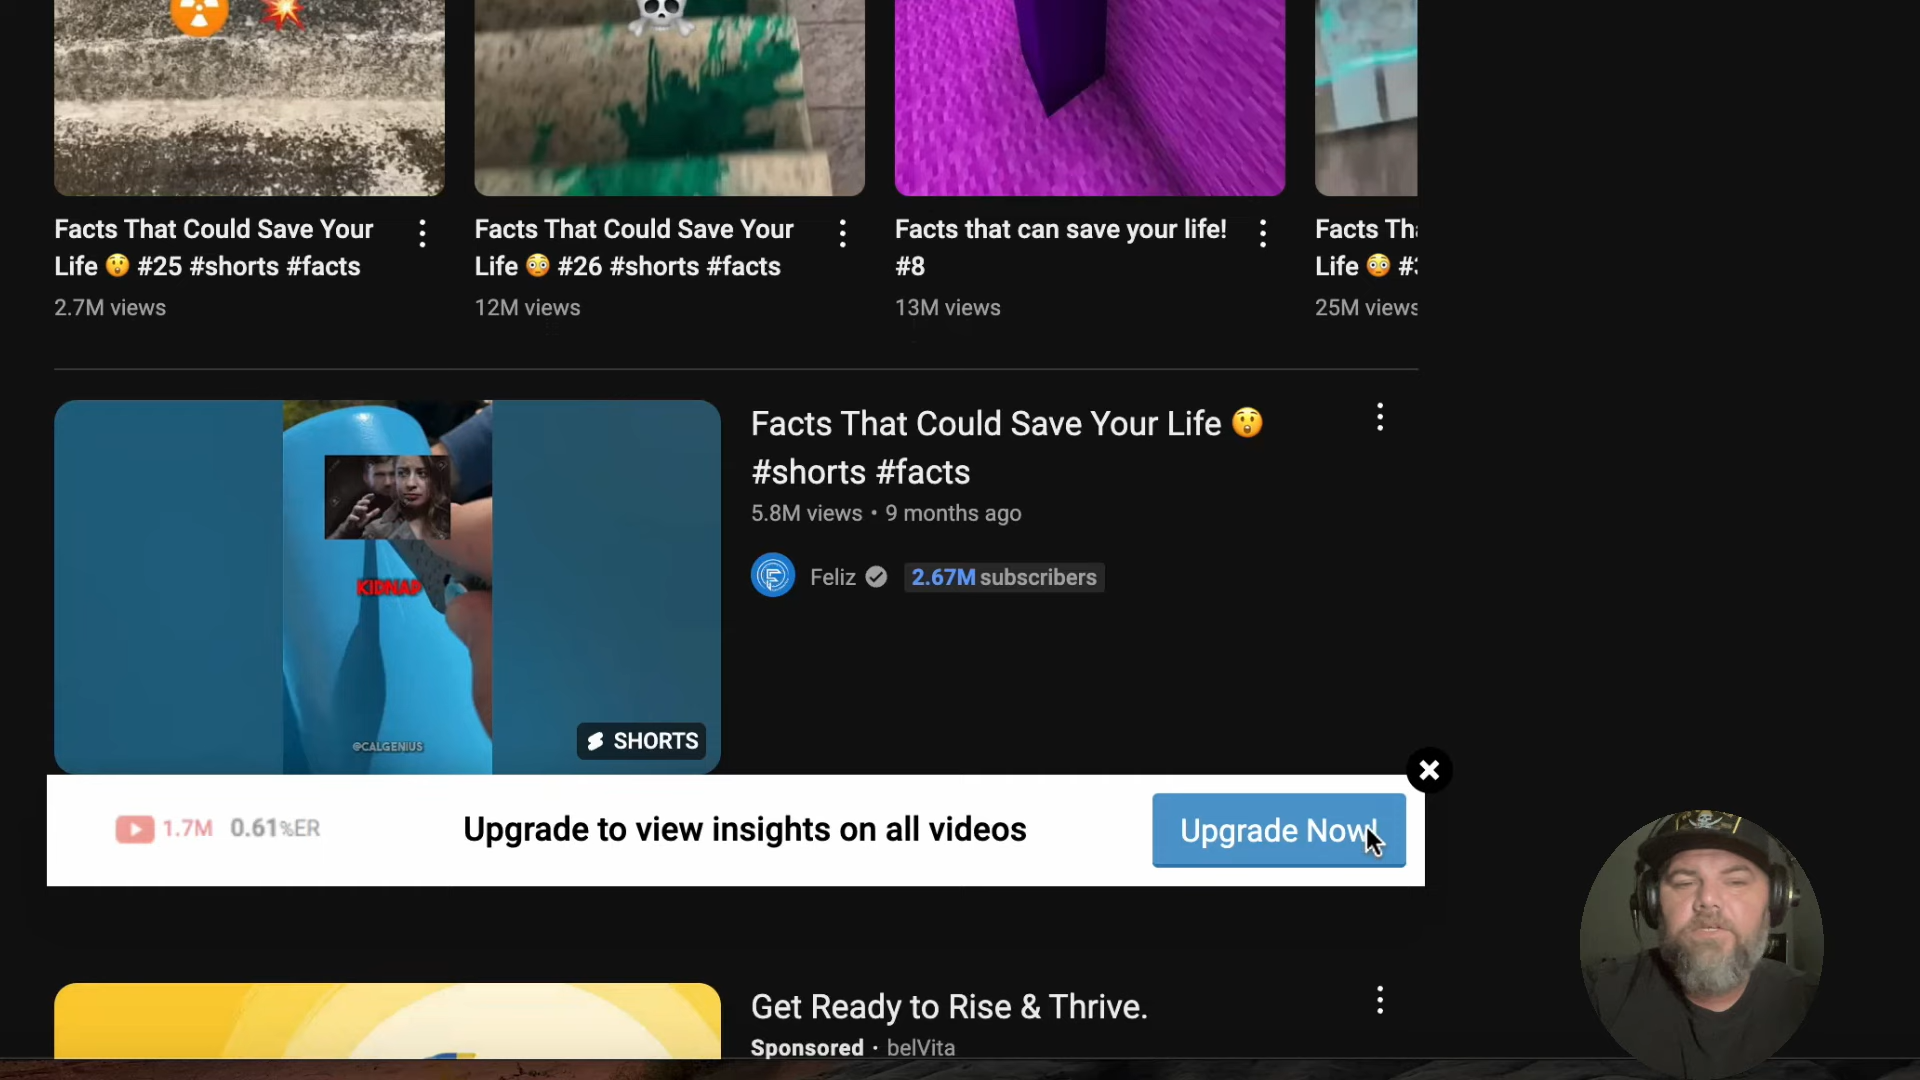 Facts That Could Save Your
Life 😲 #25 #shorts #facts
2.7M views
Facts That Could Save Your
Life 😳 #26 #shorts #facts
12M views
Facts that can save your life!
#8
13M views
Life 😳
25M views
Facts That Could Save Your Life 😲
#shorts #facts
5.8M views • 9 months ago
Feliz
2.67M subscribers
KIDNAP
@CALGENIUS
SHORTS
1.7M 0.61%ER
Upgrade to view insights on all videos
Upgrade Now!
Get Ready to Rise & Thrive.
Sponsored · belVita